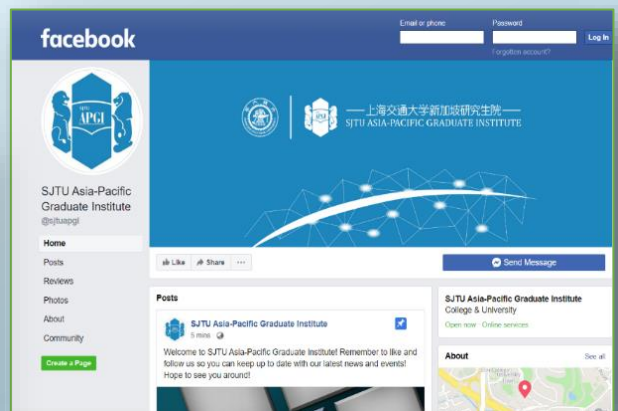 facebook
Email or phone
Password
Log In
Forgotten account?
SJTU
APGI
上海交通大学新加坡研究生院
SJTU ASIA-PACIFIC GRADUATE INSTITUTE
SJTU Asia-Pacific
Graduate Institute
@sjtuapgi
Home
Posts
Reviews
Photos
About
Community
Create a Page
Like
Share
...
Send Message
Posts
SJTU Asia-Pacific Graduate Institute
5 mins
Welcome to SJTU Asia-Pacific Graduate Institute! Remember to like and
follow us so you can keep up to date with our latest news and events!
Hope to see you around!
SJTU Asia-Pacific Graduate Institute
College & University
Open now
Online services
About
See all
University
Town